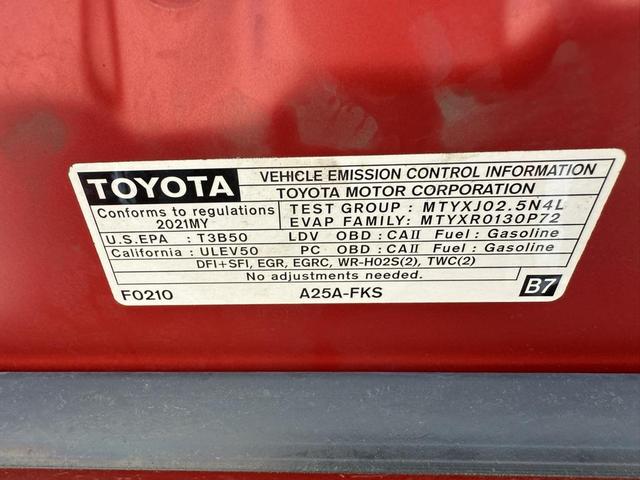 TOYOTA
VEHICLE EMISSION CONTROL INFORMATION
TOYOTA MOTOR CORPORATION
Conforms to regulations
2021MY
TEST GROUP : MTYXJ02.5N4L
EVAP FAMILY: MTYXR0130P72
U.S.EPA : T3B50 LDV OBD : CAII Fuel : Gasoline
California : ULEV50 PC OBD : CAII Fuel : Gasoline
DFI+SFI, EGR, EGRC, WR-HO2S(2), TWC(2)
No adjustments needed.
F0210 A25A-FKS B7